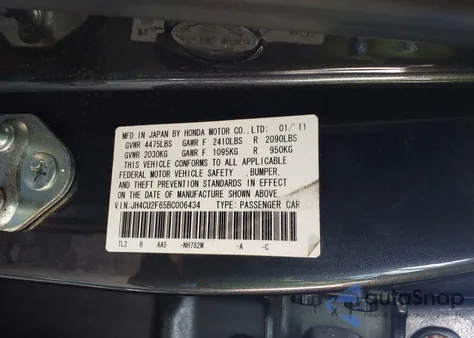 MFD. IN JAPAN BY HONDA MOTOR CO., LTD: 01/'11
GVWR 4475LBS GAWR F 2410LBS R 2090LBS
GVWR 2030KG GAWR F 1095KG R 950KG
THIS VEHICLE CONFORMS TO ALL APPLICABLE
FEDERAL MOTOR VEHICLE SAFETY , BUMPER,
AND THEFT PREVENTION STANDARDS IN EFFECT
ON THE DATE OF MANUFACTURE SHOWN ABOVE.
V.I.N:JH4CU2F65BC006434 TYPE: PASSENGER CAR
TL2 B AA5 -NH782M -A -C
autoSnap